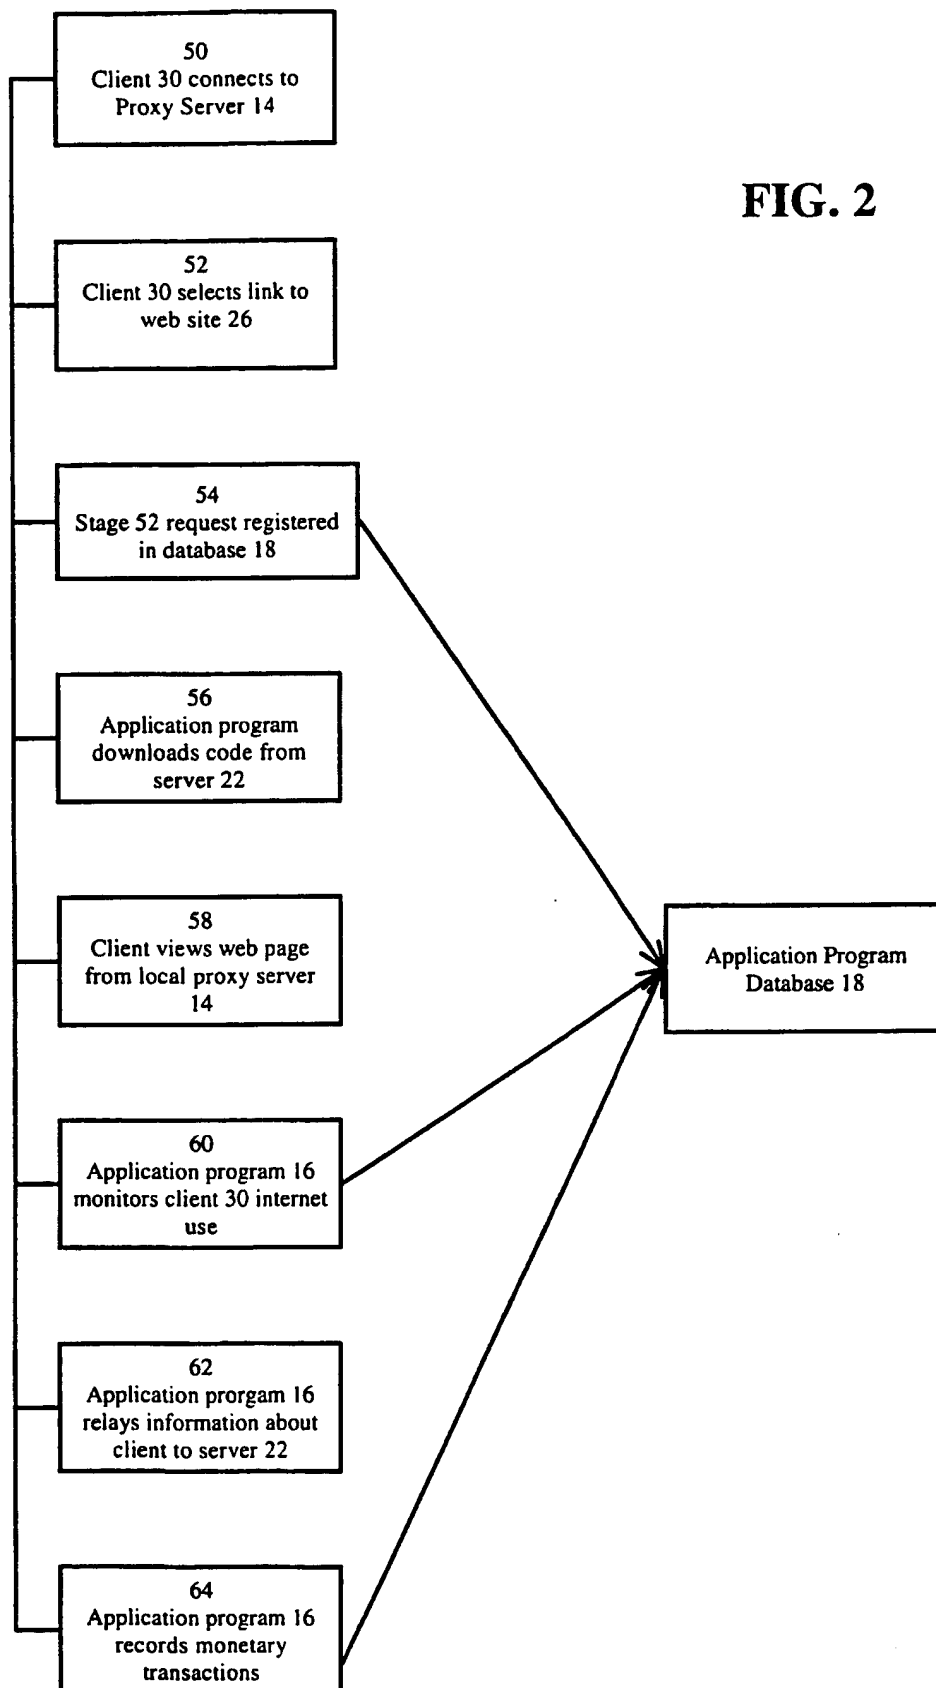 50
Client 30 connects to
Proxy Server 14
FIG. 2
52
Client 30 selects link to
web site 26
54
Stage 52 request registered
in database 18
56
Application program
downloads code from
server 22
58
Client views web page
from local proxy server
14
Application Program
Database 18
60
Application program 16
monitors client 30 internet
use
62
Application prorgam 16
relays information about
client to server 22
64
Application program 16
records monetary
transactions